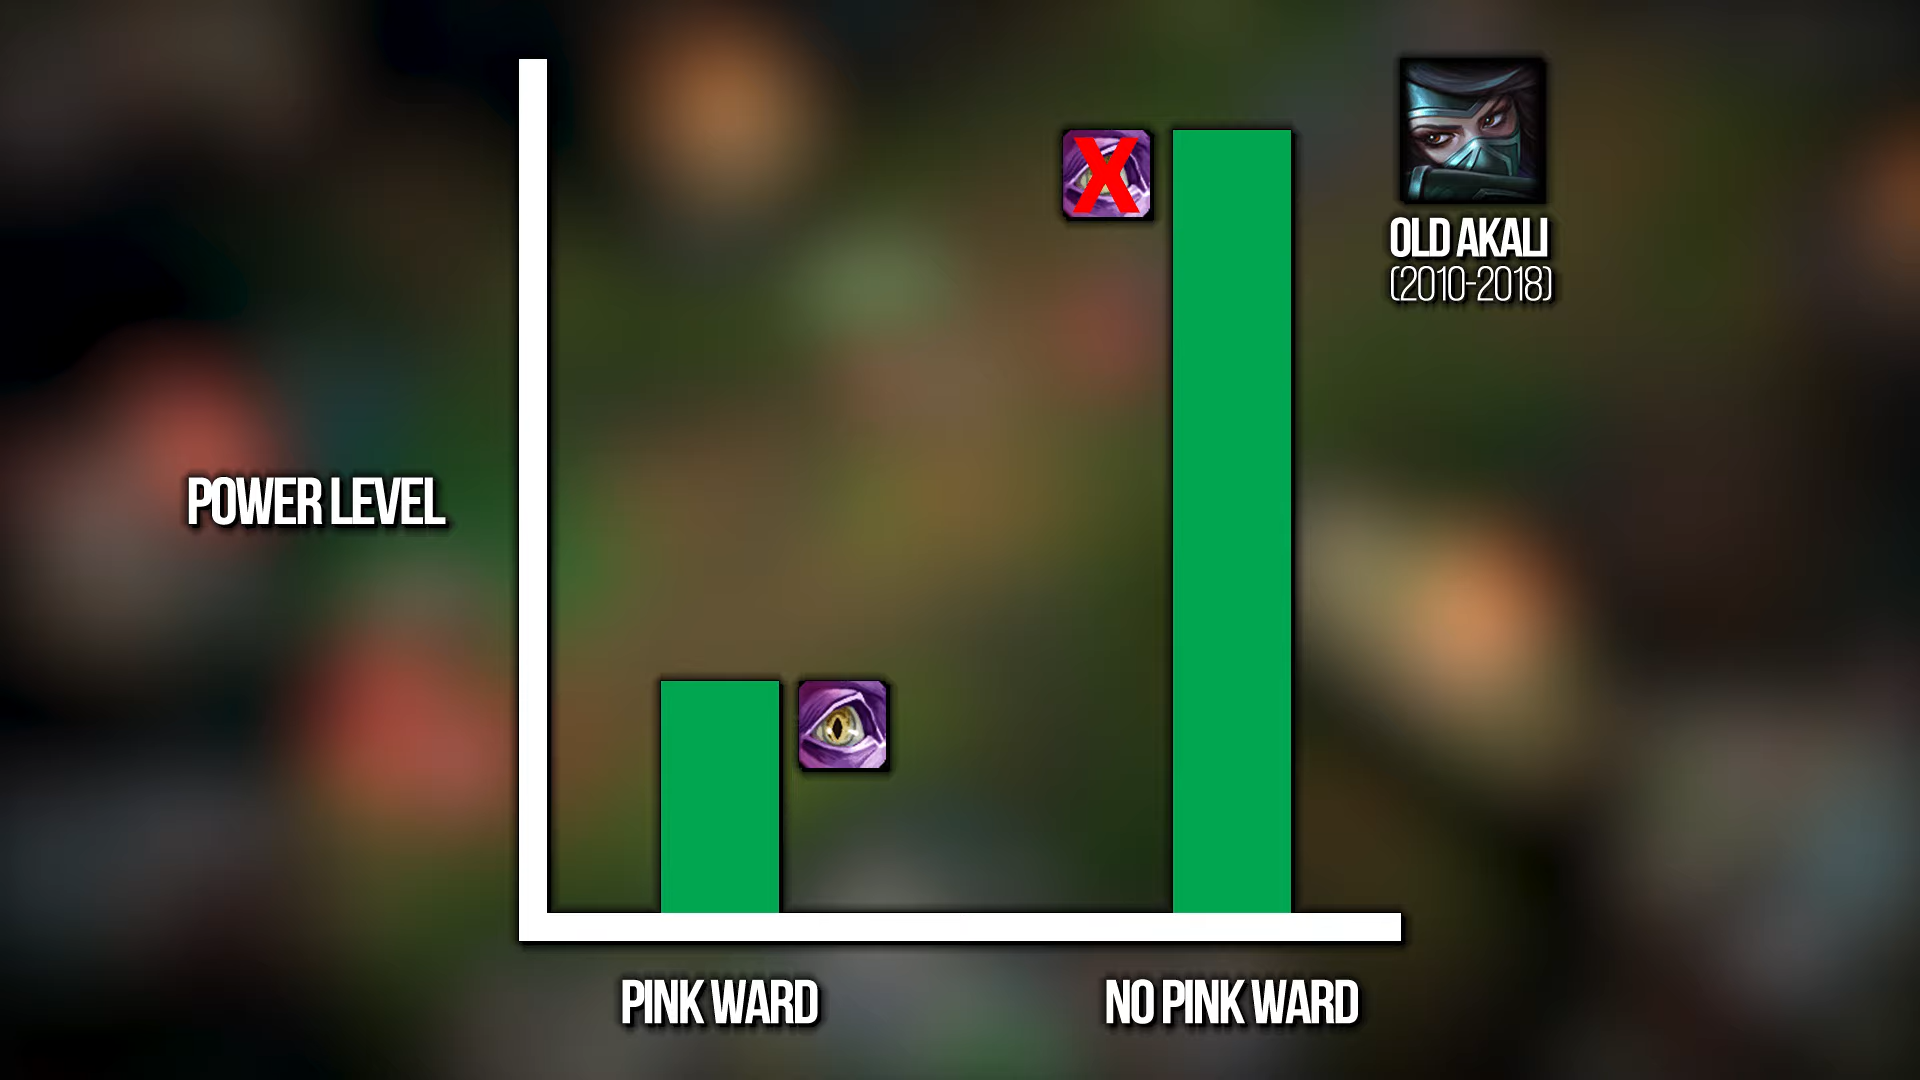 X
OLD AKALI
(2010-2018)
POWER LEVEL
PINK WARD
NO PINK WARD